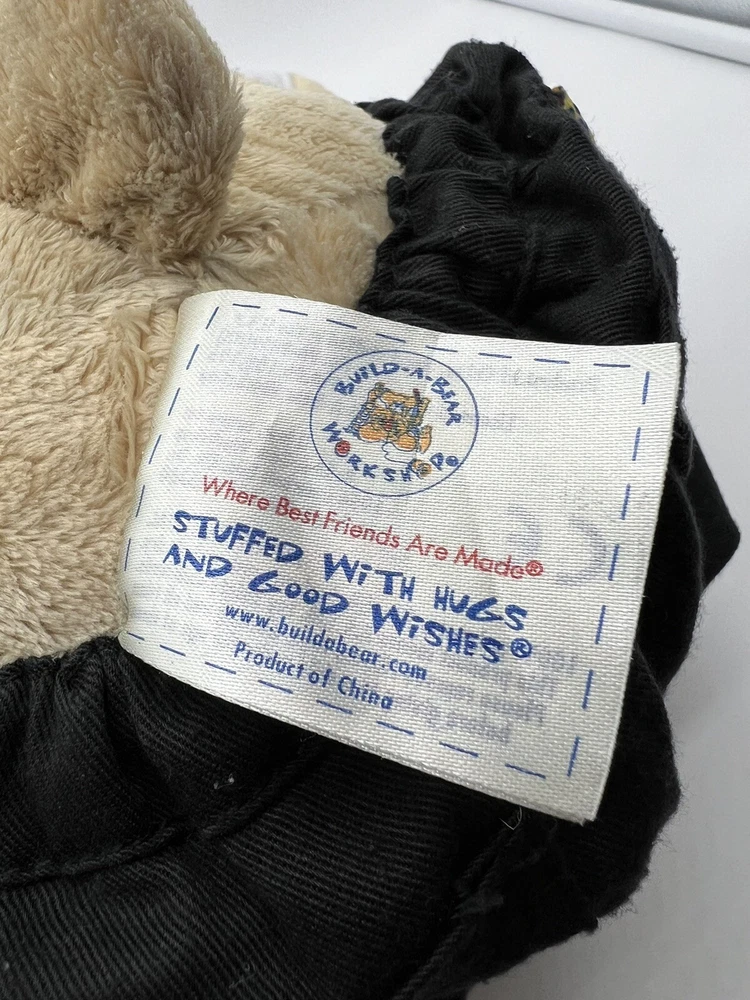 BUILD-A-BEAR
WORKSHOP®
Where Best Friends Are Made®
STUFFED WITH HUGS
AND GOOD WISHES®
www.buildabear.com
Product of China